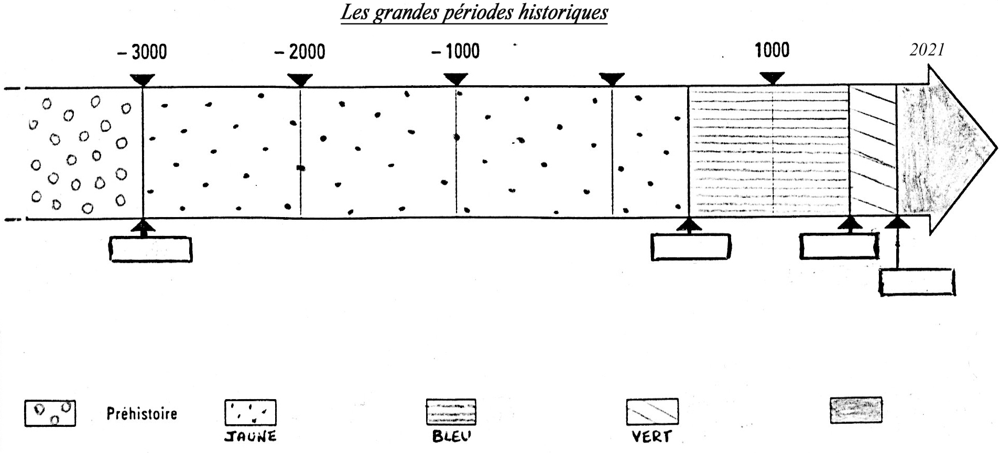 Les grandes périodes historiques
– 3000 – 2000 – 1000 1000 2021
Préhistoire
JAUNE BLEU VERT